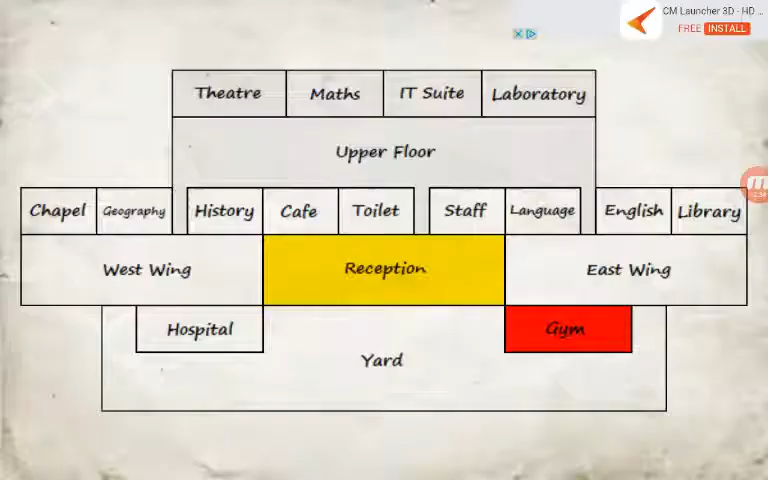 CM Launcher 3D - HD ...
FREE INSTALL
Theatre
Maths
IT Suite
Laboratory
Upper Floor
Chapel
Geography
History
Cafe
Toilet
Staff
Language
English
Library
West Wing
Reception
East Wing
Hospital
Gym
Yard